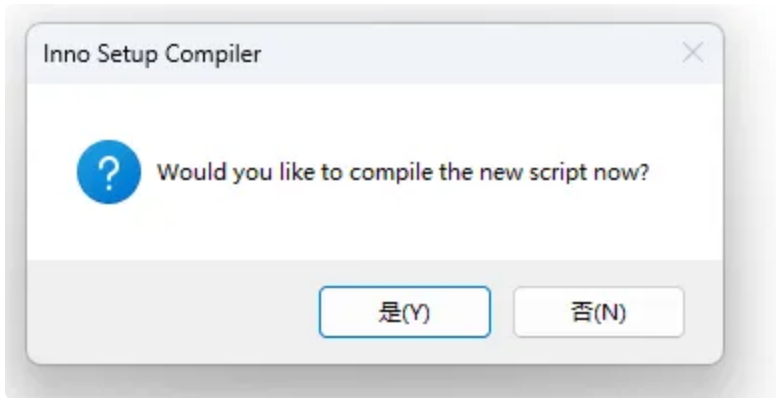 Inno Setup Compiler
?
Would you like to compile the new script now?
是(Y)
否(N)